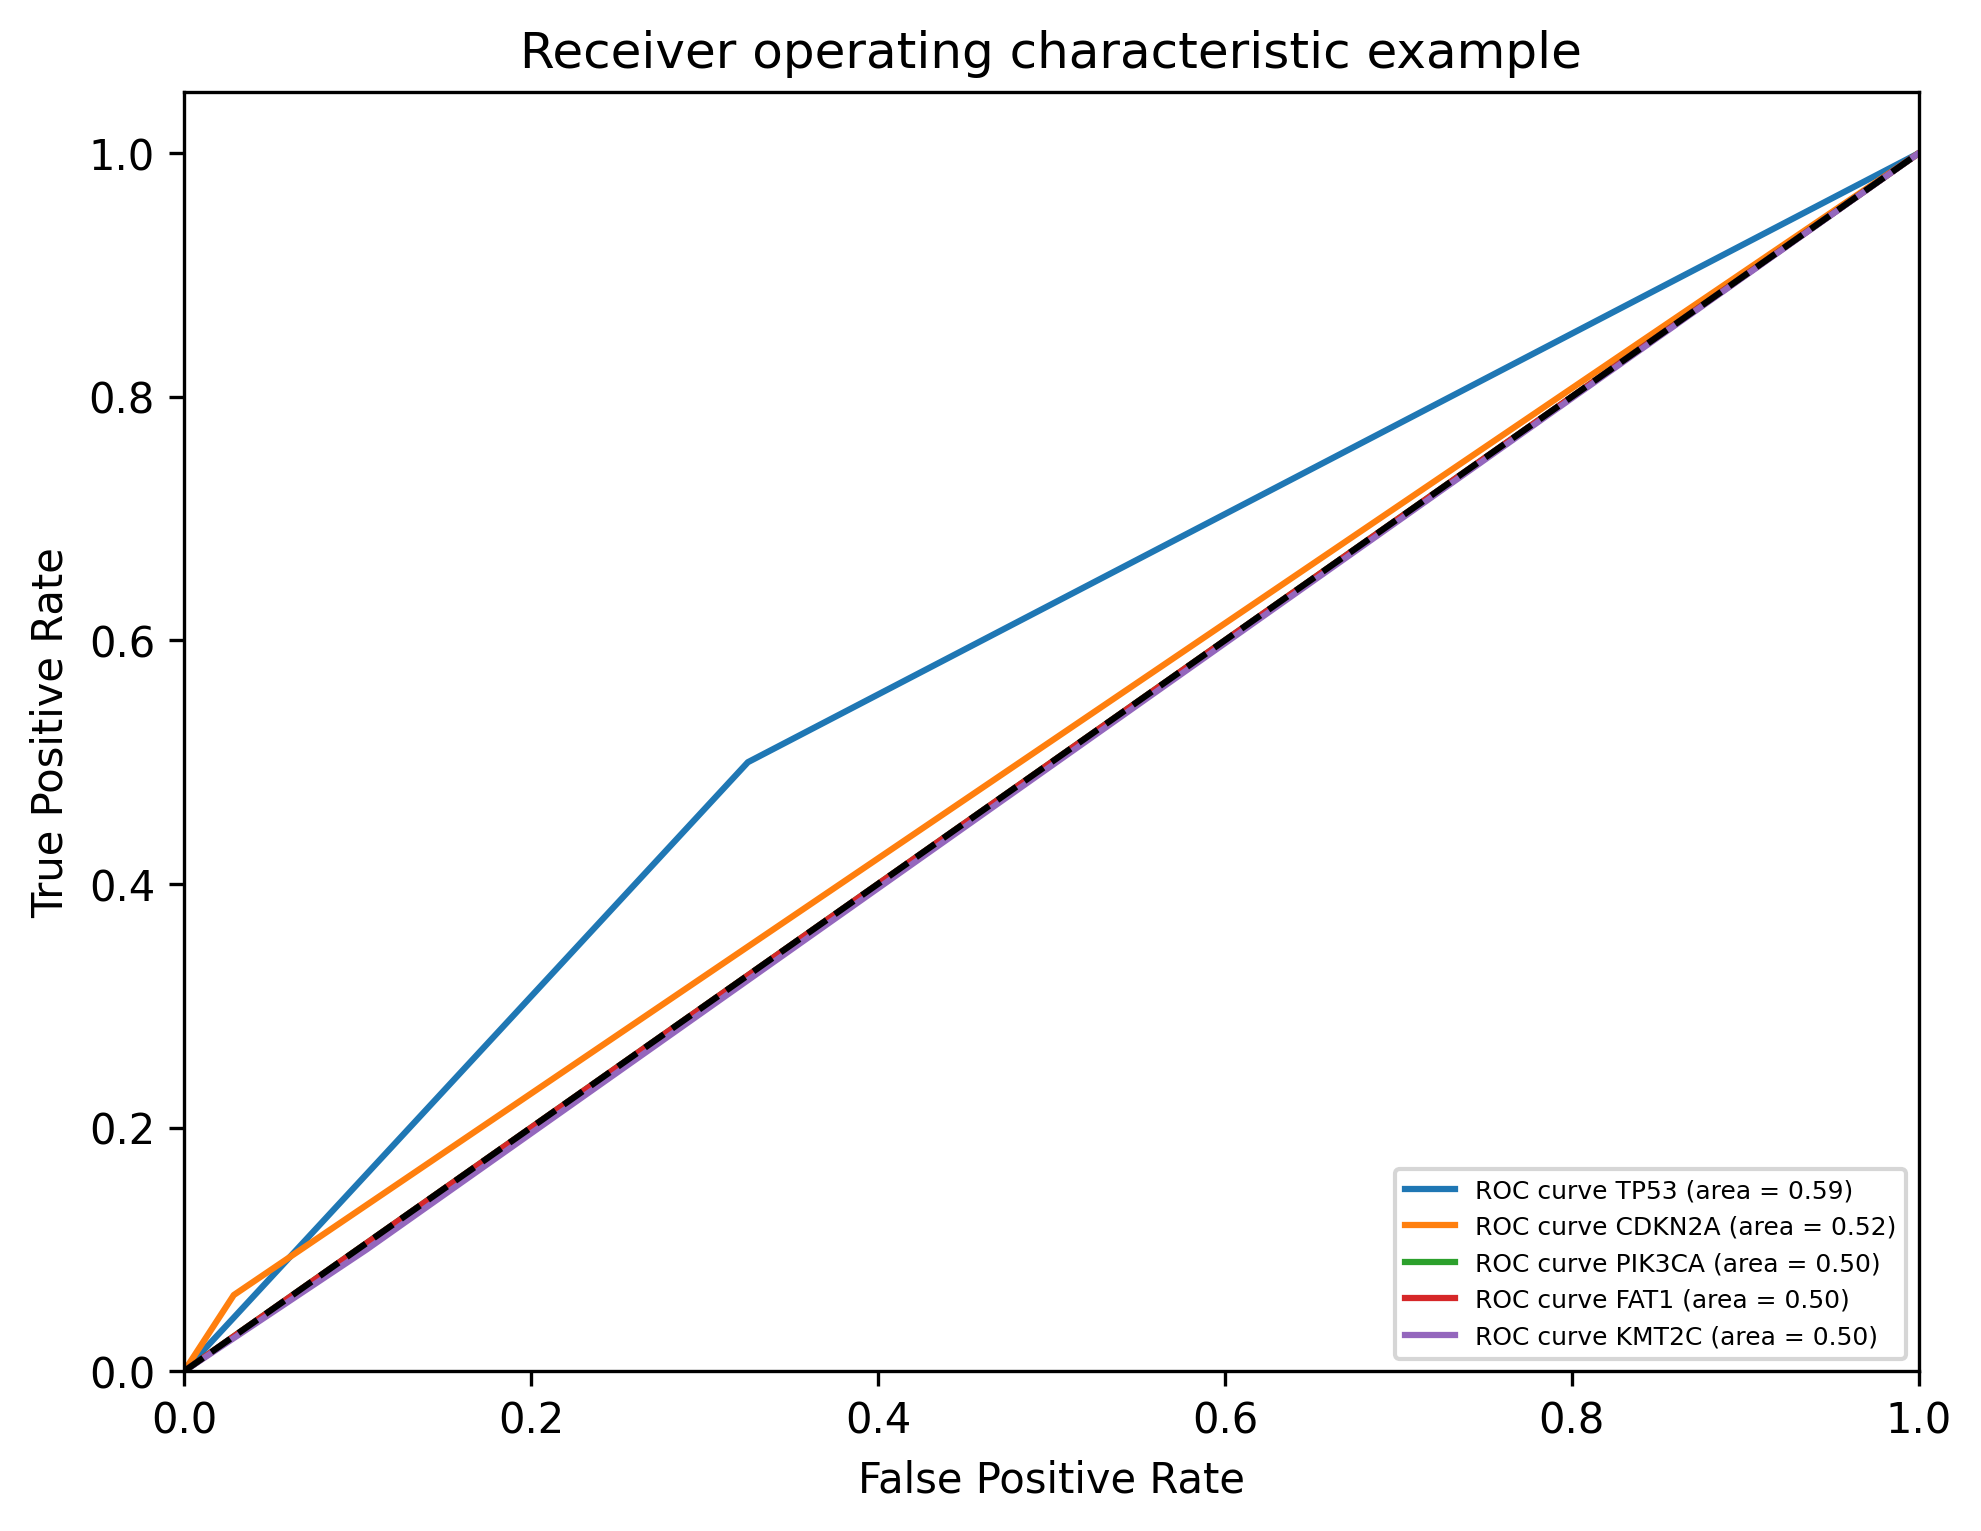 Receiver operating characteristic example
True Positive Rate
1.0
0.8
0.6
0.4
0.2
0.0
ROC curve TP53 (area = 0.59)
ROC curve CDKN2A (area = 0.52)
ROC curve PIK3CA (area = 0.50)
ROC curve FAT1 (area = 0.50)
ROC curve KMT2C (area = 0.50)
0.0 0.2 0.4 0.6 0.8 1.0
False Positive Rate